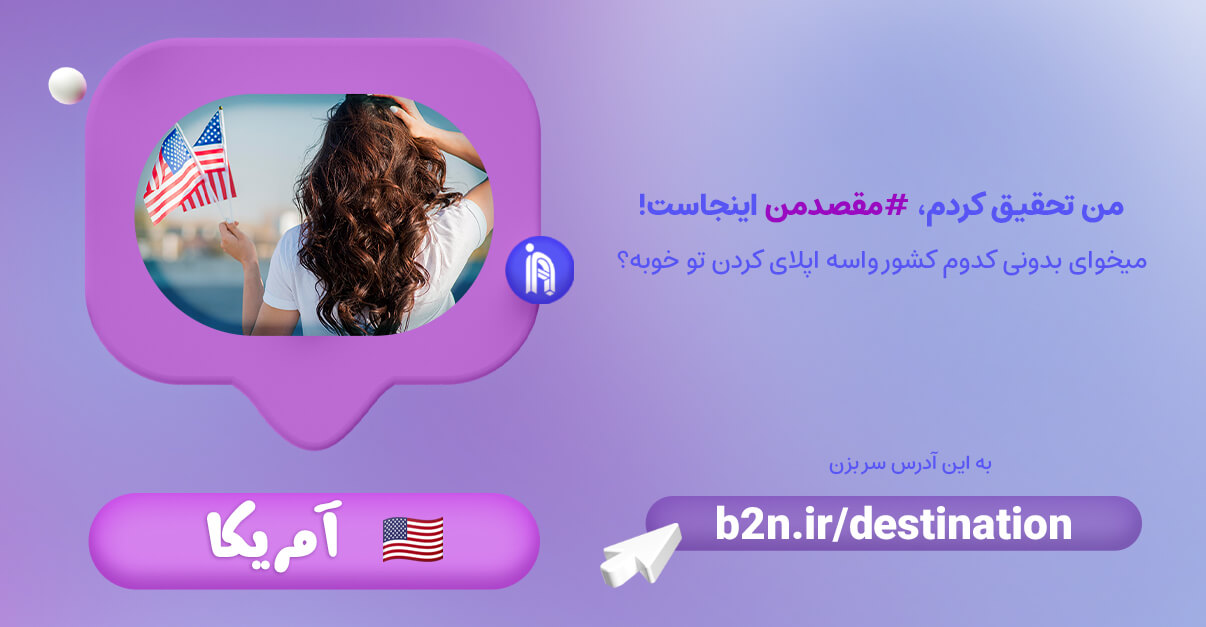 من تحقیق کردم، #مقصدمن اینجاست!
میخوای بدونی کدوم کشور واسه اپلای کردن تو خوبه؟
به این آدرس سر بزن
b2n.ir/destination
اَمریکا